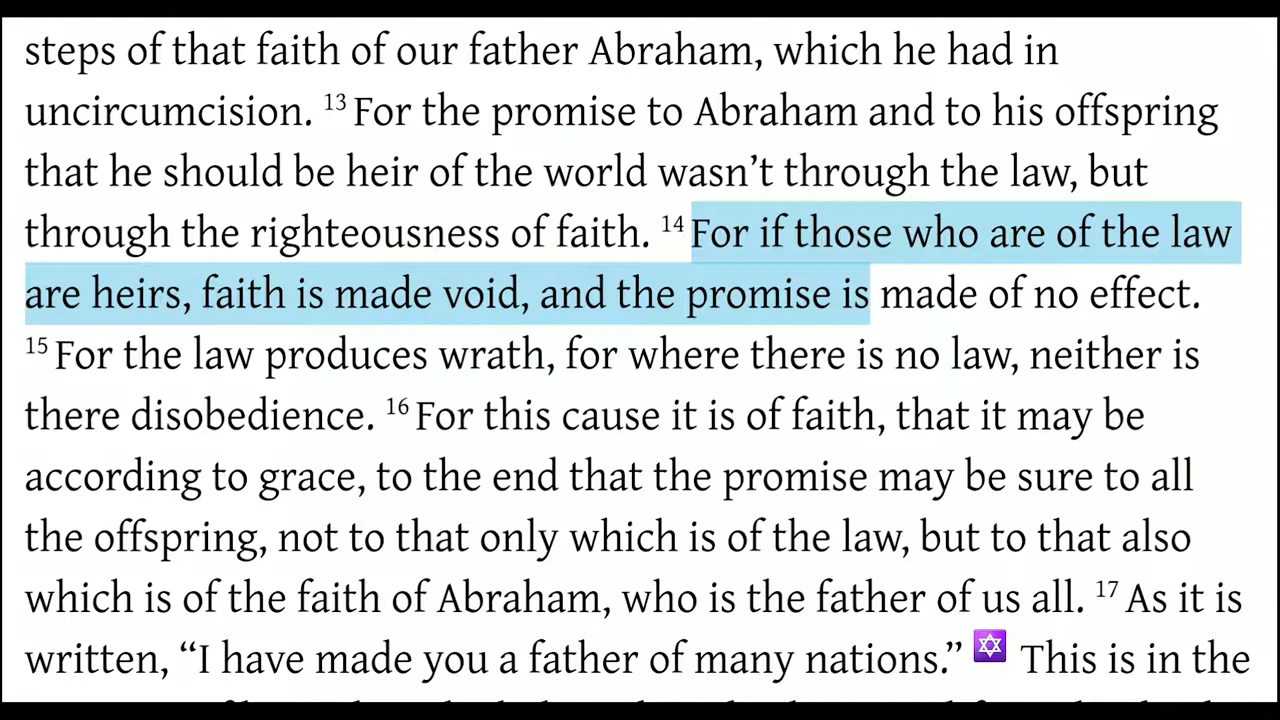 steps of that faith of our father Abraham, which he had in
uncircumcision. 13 For the promise to Abraham and to his offspring
that he should be heir of the world wasn’t through the law, but
through the righteousness of faith. 14 For if those who are of the law
are heirs, faith is made void, and the promise is made of no effect.
15 For the law produces wrath, for where there is no law, neither is
there disobedience. 16 For this cause it is of faith, that it may be
according to grace, to the end that the promise may be sure to all
the offspring, not to that only which is of the law, but to that also
which is of the faith of Abraham, who is the father of us all. 17 As it is
written, “I have made you a father of many nations.” 🔯 This is in the